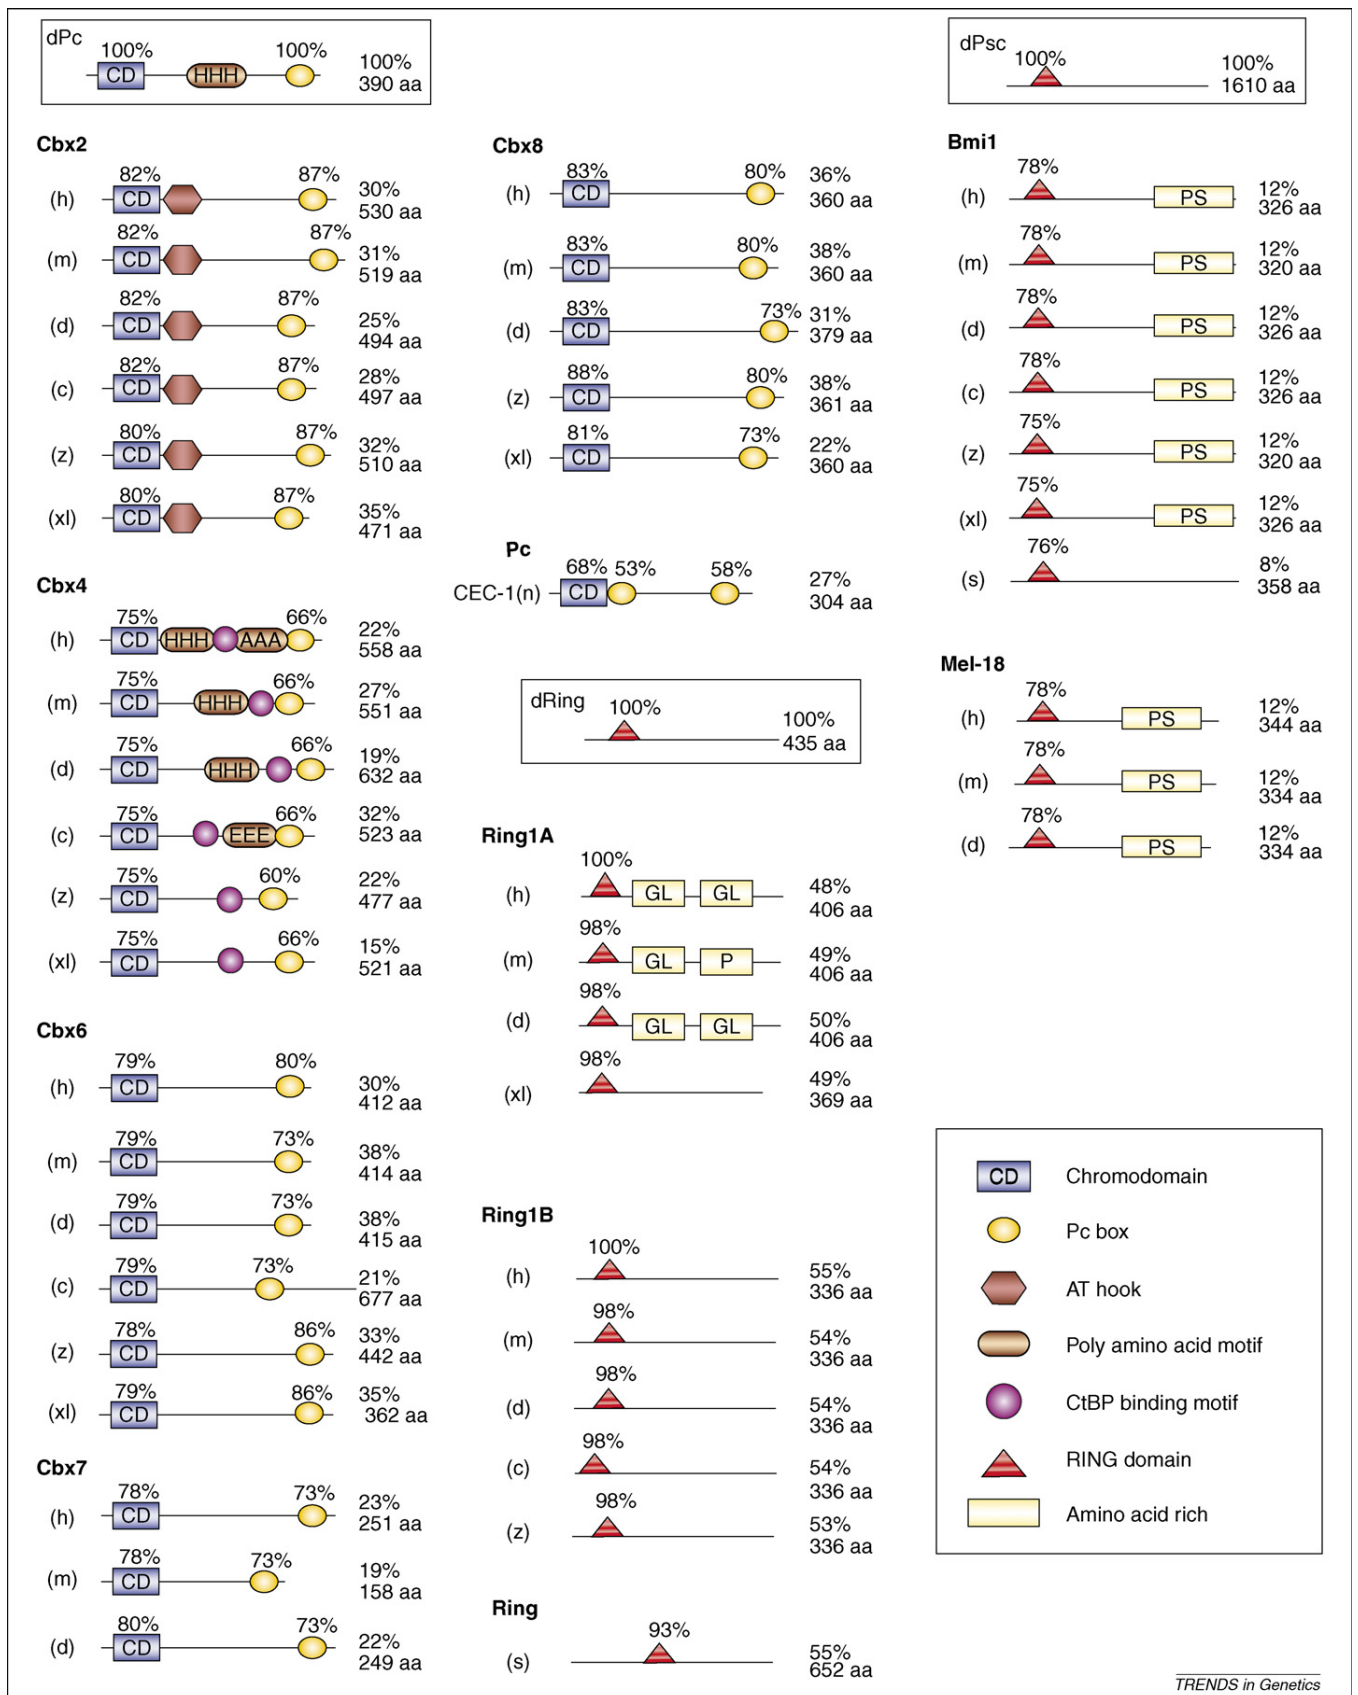 dPc
100% 100% 100%
CD HHH 390 aa
Cbx2
82% 87%
(h) CD 30%
530 aa
82% 87%
(m) CD 31%
519 aa
82% 87%
(d) CD 25%
494 aa
82% 87%
(c) CD 28%
497 aa
80% 87%
(z) CD 32%
510 aa
80% 87%
(xl) CD 35%
471 aa
Cbx4
75% 66%
(h) CD HHH AAA 22%
558 aa
75% 66%
(m) CD HHH 27%
551 aa
75% 66%
(d) CD HHH 19%
632 aa
75% 66%
(c) CD EEE 32%
523 aa
75% 60%
(z) CD 22%
477 aa
75% 66%
(xl) CD 15%
521 aa
Cbx6
79% 80%
(h) CD 30%
412 aa
79% 73%
(m) CD 38%
414 aa
79% 73%
(d) CD 38%
415 aa
79% 73%
(c) CD 21%
677 aa
78% 86%
(z) CD 33%
442 aa
79% 86%
(xl) CD 35%
362 aa
Cbx7
78% 73%
(h) CD 23%
251 aa
78% 73%
(m) CD 19%
158 aa
80% 73%
(d) CD 22%
249 aa
Cbx8
83% 80%
(h) CD 36%
360 aa
83% 80%
(m) CD 38%
360 aa
83% 73%
(d) CD 31%
379 aa
88% 80%
(z) CD 38%
361 aa
81% 73%
(xl) CD 22%
360 aa
Pc
68% 53% 58%
CEC-1(n) CD 27%
304 aa
dRing
100% 100%
435 aa
Ring1A
100%
(h) GL GL 48%
406 aa
98%
(m) GL P 49%
406 aa
98%
(d) GL GL 50%
406 aa
98%
(xl) 49%
369 aa
Ring1B
100%
(h) 55%
336 aa
98%
(m) 54%
336 aa
98%
(d) 54%
336 aa
98%
(c) 54%
336 aa
98%
(z) 53%
336 aa
Ring
93%
(s) 55%
652 aa
dPsc
100% 100%
1610 aa
Bmi1
78%
(h) PS 12%
326 aa
78%
(m) PS 12%
320 aa
78%
(d) PS 12%
326 aa
78%
(c) PS 12%
326 aa
75%
(z) PS 12%
320 aa
75%
(xl) PS 12%
326 aa
76%
(s) 8%
358 aa
Mel-18
78%
(h) PS 12%
344 aa
78%
(m) PS 12%
334 aa
78%
(d) PS 12%
334 aa
CD Chromodomain
Pc box
AT hook
Poly amino acid motif
CtBP binding motif
RING domain
Amino acid rich
TRENDS in Genetics